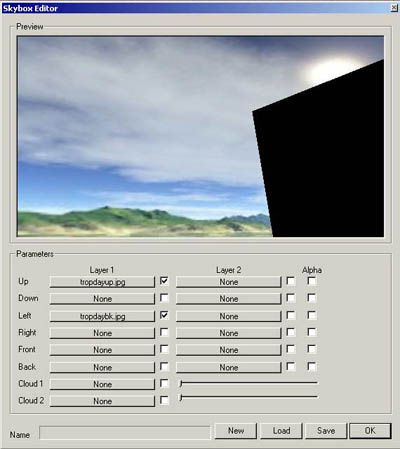 Skybox Editor
Preview
Parameters
Layer 1 Layer 2 Alpha
Up tropdayup.jpg None
Down None None
Left tropdaybk.jpg None
Right None None
Front None None
Back None None
Cloud 1 None
Cloud 2 None
Name New Load Save OK